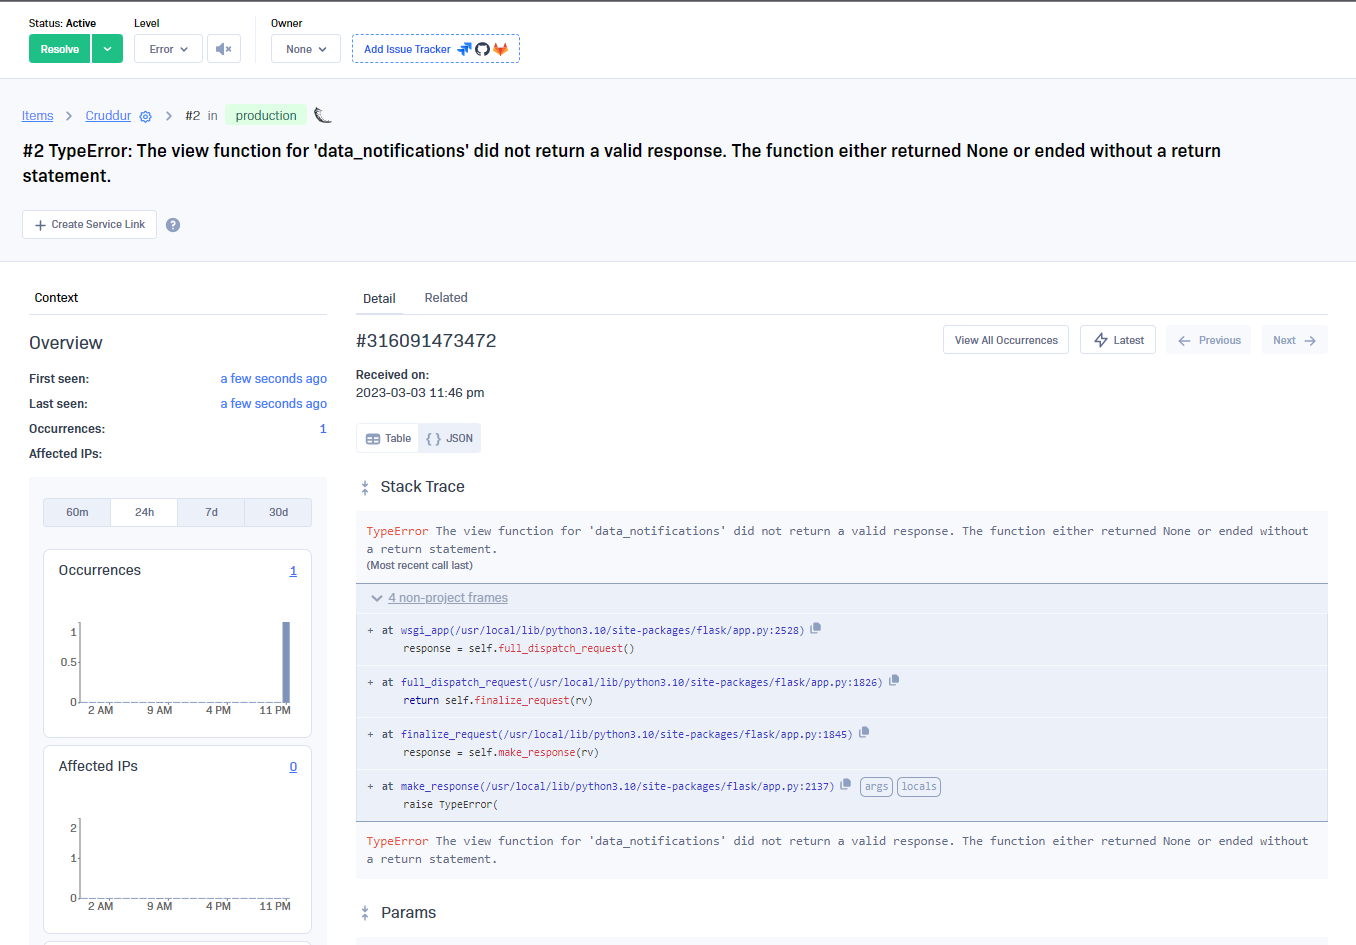 Status: Active
Level
Owner
Resolve
Error
None
Add Issue Tracker
Items
Cruddur
#2 in
production
#2 TypeError: The view function for 'data_notifications' did not return a valid response. The function either returned None or ended without a return
statement.
+ Create Service Link
?
Context
Overview
First seen: a few seconds ago
Last seen: a few seconds ago
Occurrences: 1
Affected IPs:
60m 24h 7d 30d
Occurrences 1
1
0.5
0
2 AM 9 AM 4 PM 11 PM
Affected IPs 0
2
1
0
2 AM 9 AM 4 PM 11 PM
Detail Related
#316091473472
View All Occurrences
Latest
Previous
Next
Received on:
2023-03-03 11:46 pm
Table
{ } JSON
Stack Trace
TypeError The view function for 'data_notifications' did not return a valid response. The function either returned None or ended without
a return statement.
(Most recent call last)
4 non-project frames
+ at wsgi_app(/usr/local/lib/python3.10/site-packages/flask/app.py:2528)
response = self.full_dispatch_request()
+ at full_dispatch_request(/usr/local/lib/python3.10/site-packages/flask/app.py:1826)
return self.finalize_request(rv)
+ at finalize_request(/usr/local/lib/python3.10/site-packages/flask/app.py:1845)
response = self.make_response(rv)
+ at make_response(/usr/local/lib/python3.10/site-packages/flask/app.py:2137) args locals
raise TypeError(
TypeError The view function for 'data_notifications' did not return a valid response. The function either returned None or ended without
a return statement.
Params